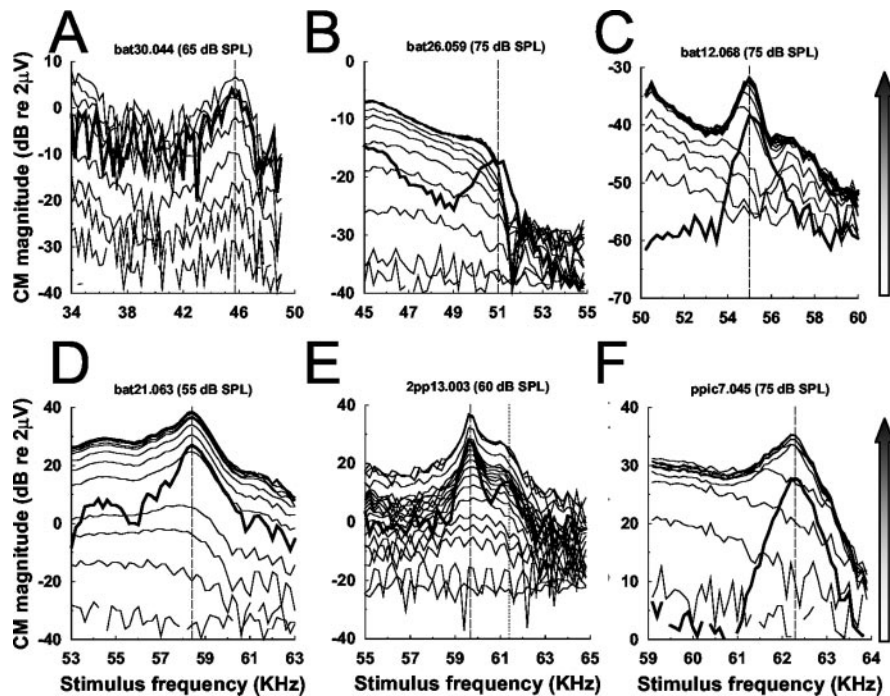 A
bat30.044 (65 dB SPL)
CM magnitude (dB re 2µV)
10
0
-10
-20
-30
-40
34 38 42 46 50
B
bat26.059 (75 dB SPL)
0
-10
-20
-30
-40
45 47 49 51 53 55
C
bat12.068 (75 dB SPL)
-30
-40
-50
-60
-70
50 52 54 56 58 60
D
bat21.063 (55 dB SPL)
CM magnitude (dB re 2µV)
40
20
0
-20
-40
53 55 57 59 61 63
Stimulus frequency (KHz)
E
2pp13.003 (60 dB SPL)
40
20
0
-20
-40
55 57 59 61 63 65
Stimulus frequency (KHz)
F
ppic7.045 (75 dB SPL)
40
30
20
10
0
59 60 61 62 63 64
Stimulus frequency (KHz)